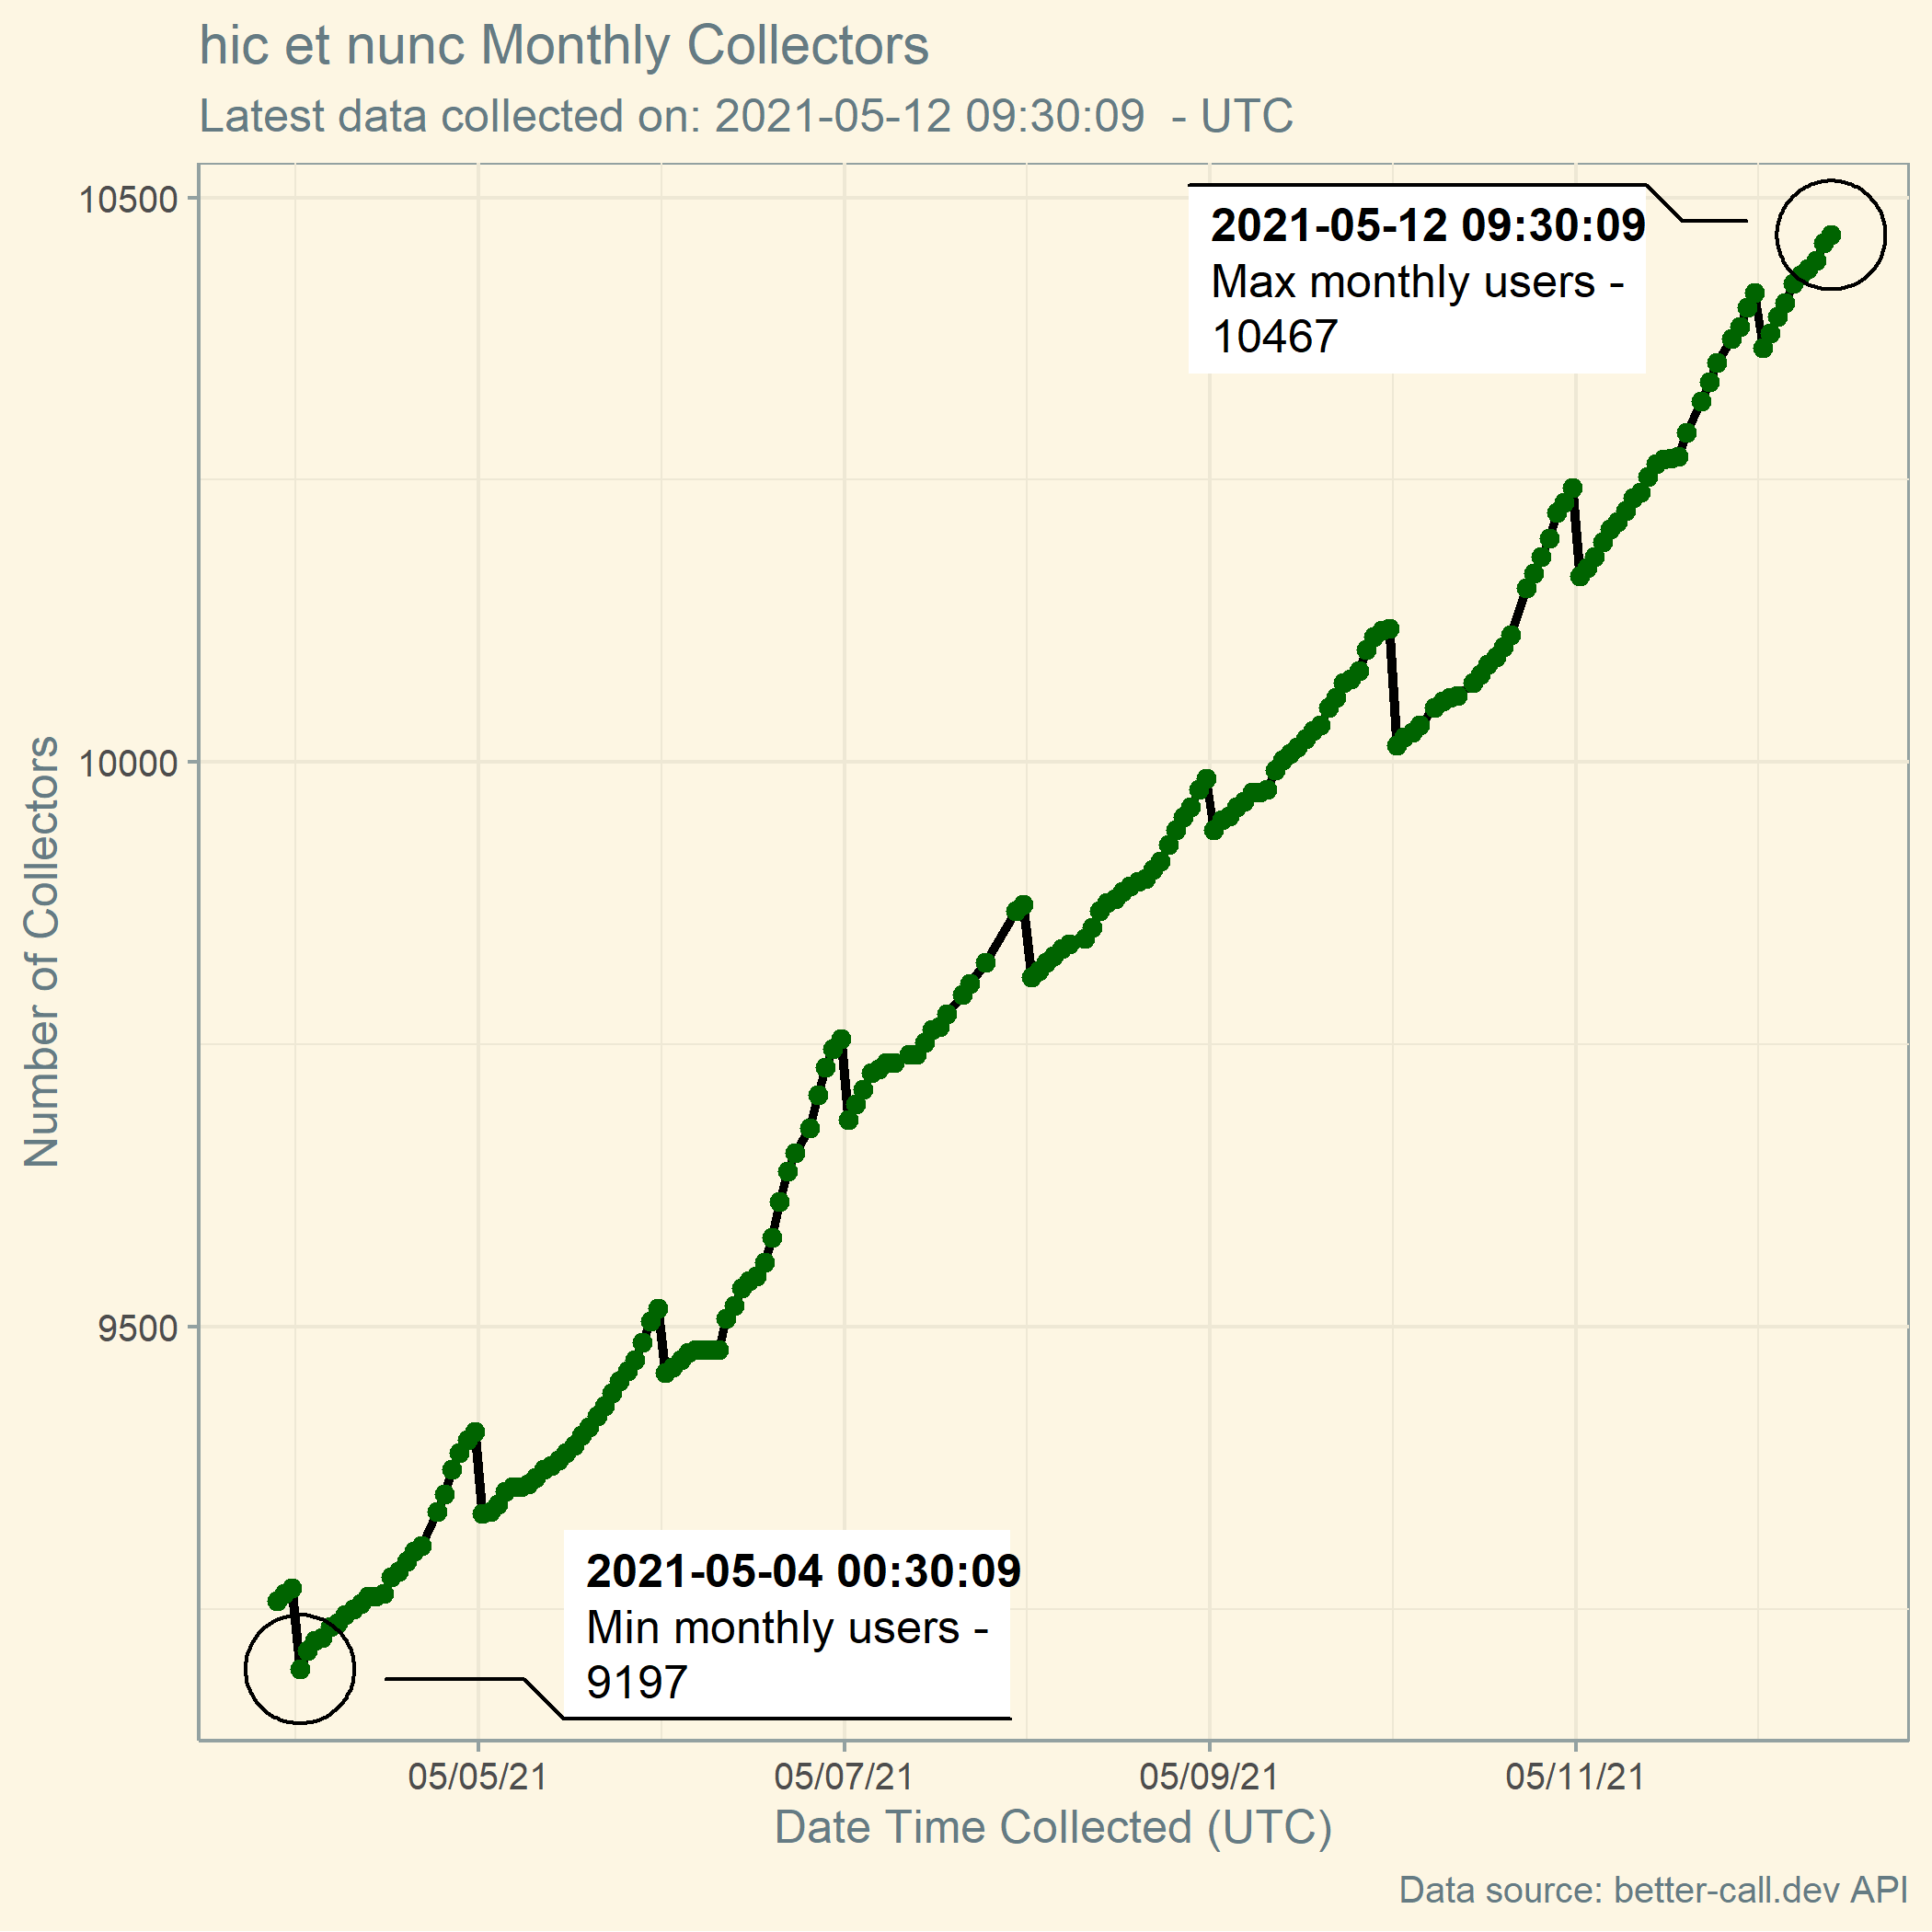 hic et nunc Monthly Collectors
Latest data collected on: 2021-05-12 09:30:09  - UTC
10500
2021-05-12 09:30:09
Max monthly users -
10467
Number of Collectors
10000
9500
2021-05-04 00:30:09
Min monthly users -
9197
05/05/21 05/07/21 05/09/21 05/11/21
Date Time Collected (UTC)
Data source: better-call.dev API